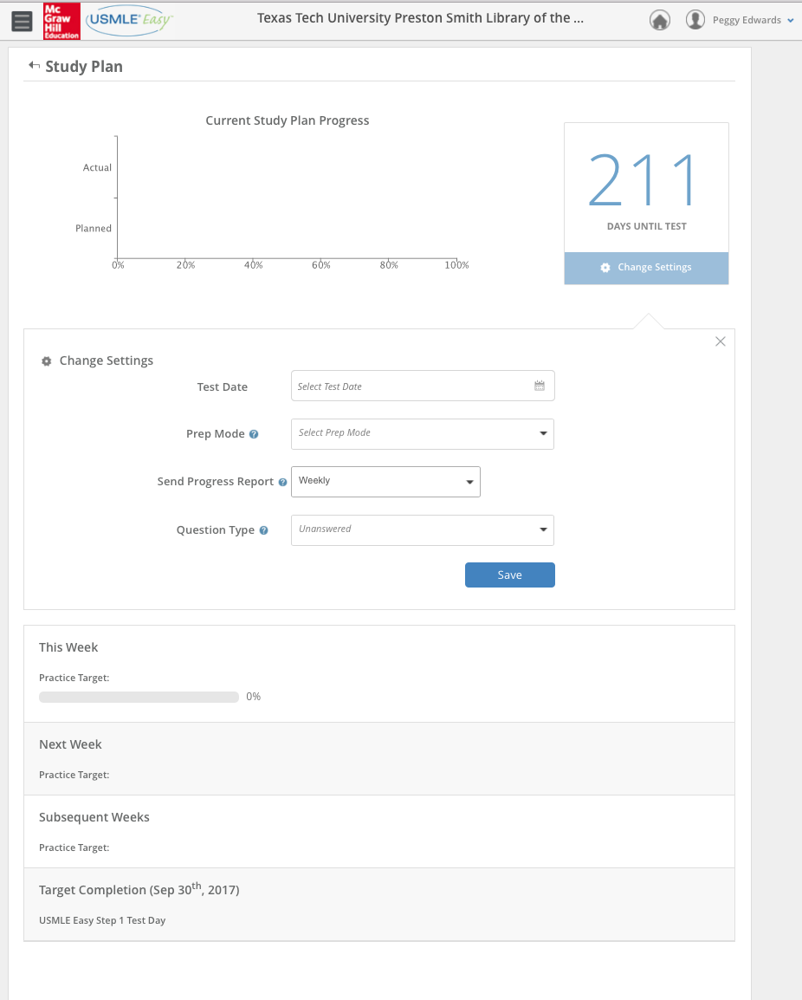 Mc
Graw
Hill
Education
USMLE® Easy
Texas Tech University Preston Smith Library of the ...
Peggy Edwards
Study Plan
Current Study Plan Progress
Actual
Planned
0% 20% 40% 60% 80% 100%
211
DAYS UNTIL TEST
Change Settings
Change Settings
Test Date Select Test Date
Prep Mode ? Select Prep Mode
Send Progress Report ? Weekly
Question Type ? Unanswered
Save
This Week
Practice Target:
0%
Next Week
Practice Target:
Subsequent Weeks
Practice Target:
Target Completion (Sep 30th, 2017)
USMLE Easy Step 1 Test Day